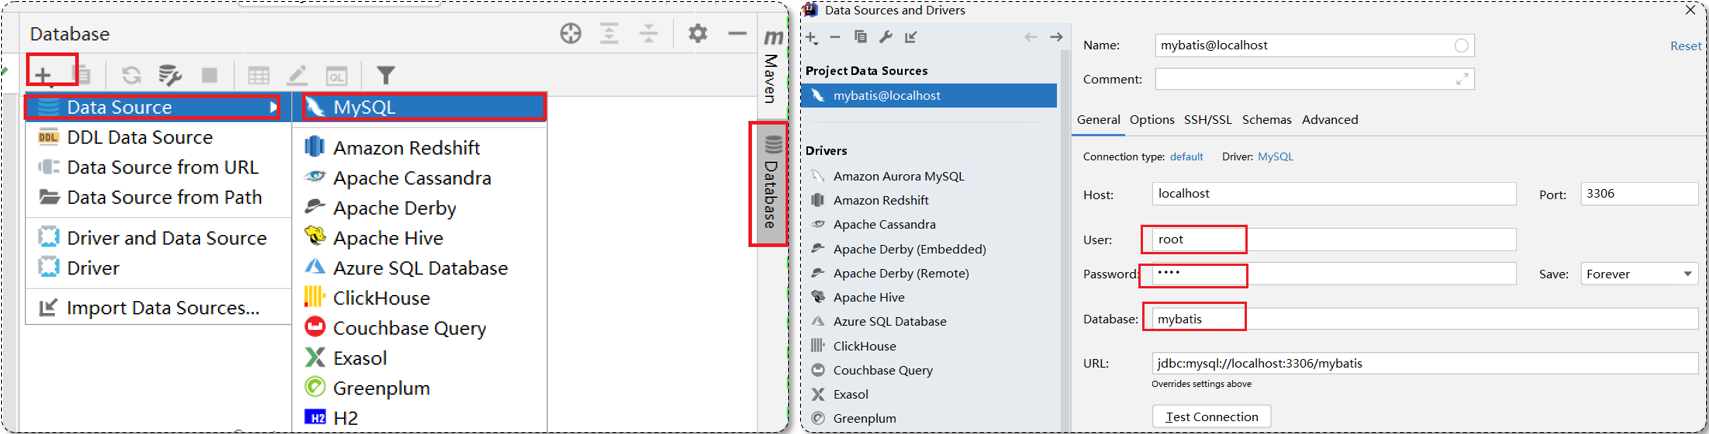 Database
Data Source
DDL Data Source
Data Source from URL
Data Source from Path
Driver and Data Source
Driver
Import Data Sources...
MySQL
Amazon Redshift
Apache Cassandra
Apache Derby
Apache Hive
Azure SQL Database
ClickHouse
Couchbase Query
Exasol
Greenplum
H2
DDL
QL
H2
m
Maven
Database
Data Sources and Drivers
Project Data Sources
mybatis@localhost
Drivers
Amazon Aurora MySQL
Amazon Redshift
Apache Cassandra
Apache Derby (Embedded)
Apache Derby (Remote)
Apache Hive
Azure SQL Database
ClickHouse
Couchbase Query
Exasol
Greenplum
Name: mybatis@localhost
Reset
Comment:
General Options SSH/SSL Schemas Advanced
Connection type: default Driver: MySQL
Host: localhost Port: 3306
User: root
Password: •••• Save: Forever
Database: mybatis
URL: jdbc:mysql://localhost:3306/mybatis
Overrides settings above
Test Connection